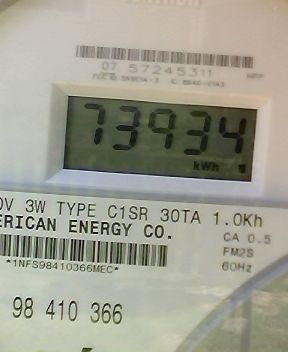 07 57245311
73934
kWh
0V 3W TYPE C1SR 30TA 1.0Kh
ERICAN ENERGY CO.
CA 0.5
FM2S
60Hz
*1NFS98410366MEC*
98 410 366